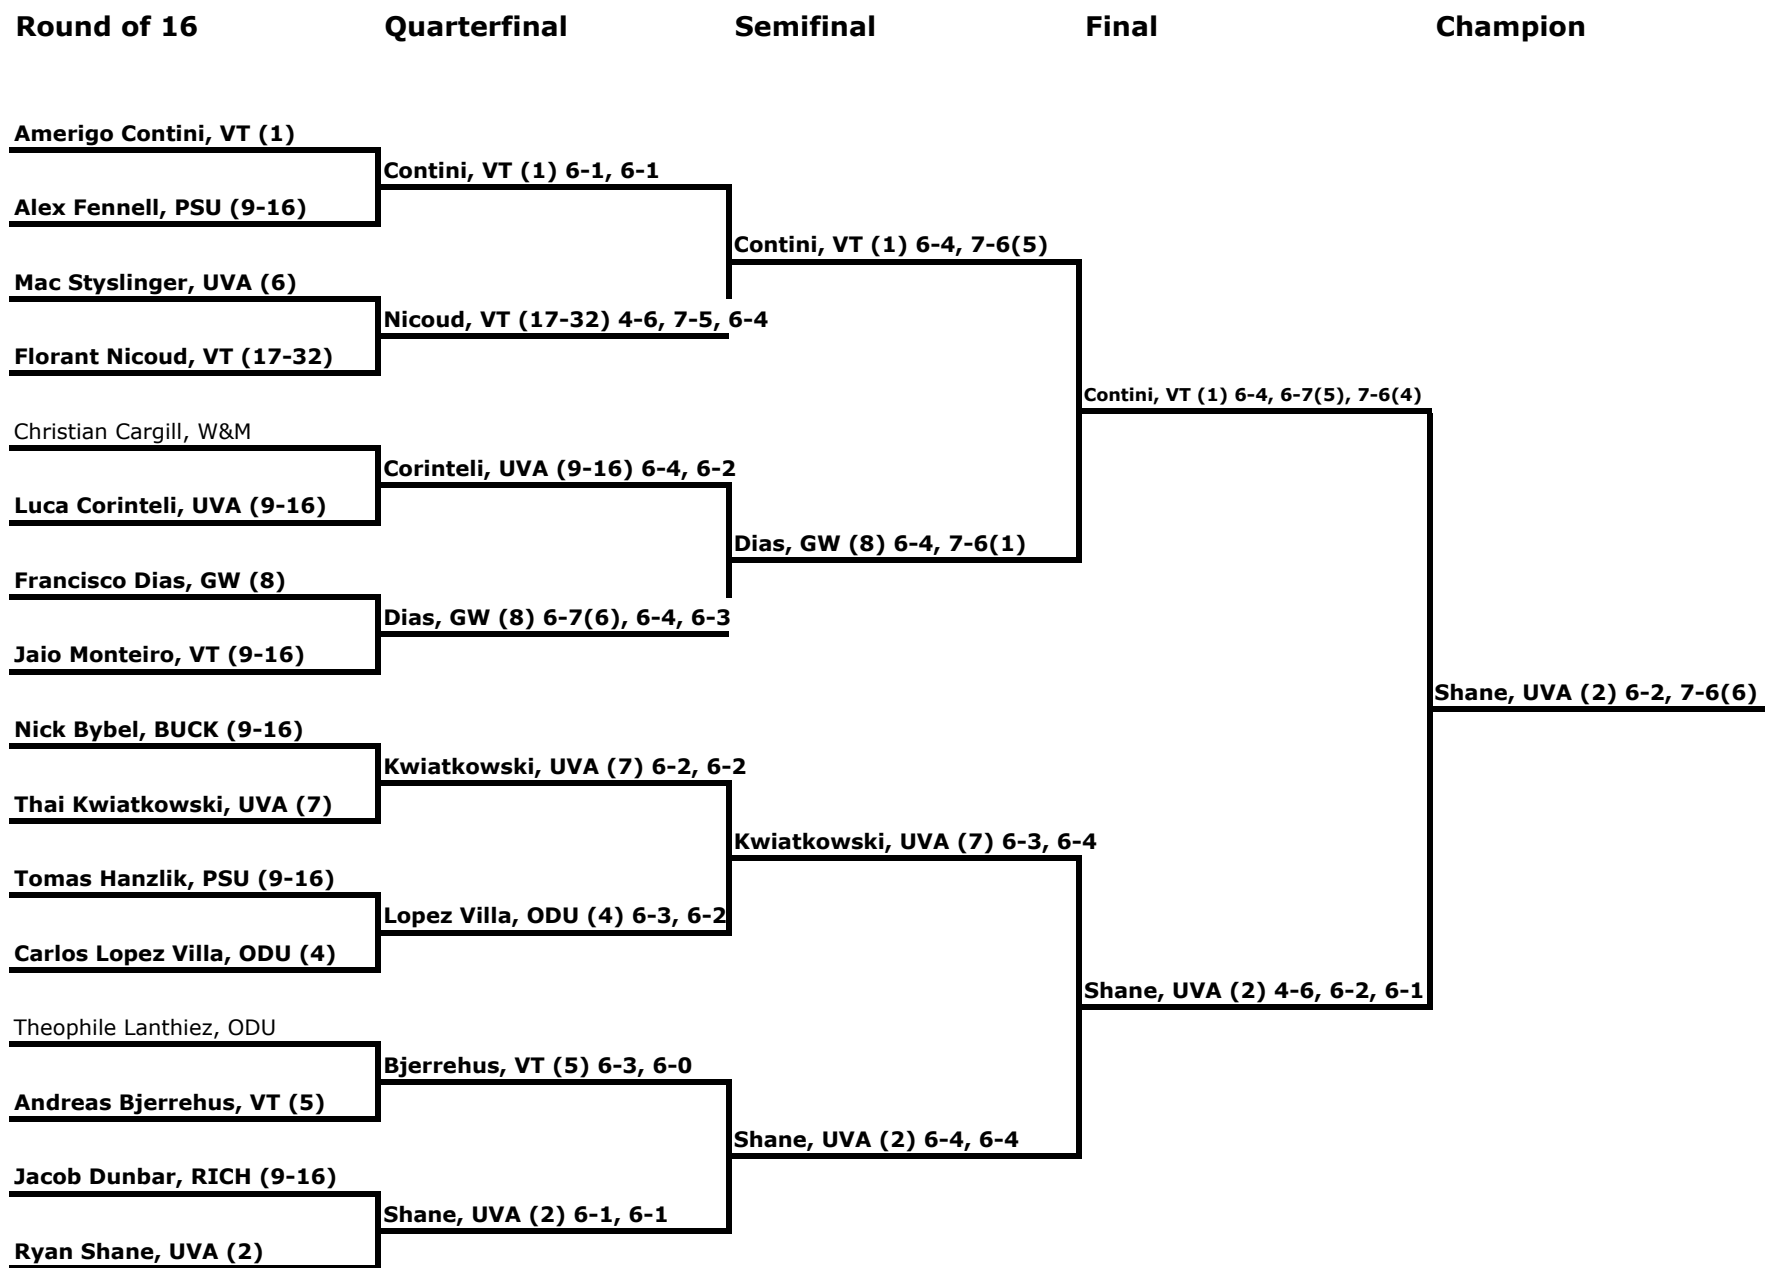 Round of 16 Quarterfinal Semifinal Final Champion
Amerigo Contini, VT (1)
Contini, VT (1) 6-1, 6-1
Alex Fennell, PSU (9-16)
Contini, VT (1) 6-4, 7-6(5)
Mac Styslinger, UVA (6)
Nicoud, VT (17-32) 4-6, 7-5, 6-4
Florant Nicoud, VT (17-32)
Contini, VT (1) 6-4, 6-7(5), 7-6(4)
Christian Cargill, W&M
Corinteli, UVA (9-16) 6-4, 6-2
Luca Corinteli, UVA (9-16)
Dias, GW (8) 6-4, 7-6(1)
Francisco Dias, GW (8)
Dias, GW (8) 6-7(6), 6-4, 6-3
Jaio Monteiro, VT (9-16)
Shane, UVA (2) 6-2, 7-6(6)
Nick Bybel, BUCK (9-16)
Kwiatkowski, UVA (7) 6-2, 6-2
Thai Kwiatkowski, UVA (7)
Kwiatkowski, UVA (7) 6-3, 6-4
Tomas Hanzlik, PSU (9-16)
Lopez Villa, ODU (4) 6-3, 6-2
Carlos Lopez Villa, ODU (4)
Shane, UVA (2) 4-6, 6-2, 6-1
Theophile Lanthiez, ODU
Bjerrehus, VT (5) 6-3, 6-0
Andreas Bjerrehus, VT (5)
Shane, UVA (2) 6-4, 6-4
Jacob Dunbar, RICH (9-16)
Shane, UVA (2) 6-1, 6-1
Ryan Shane, UVA (2)